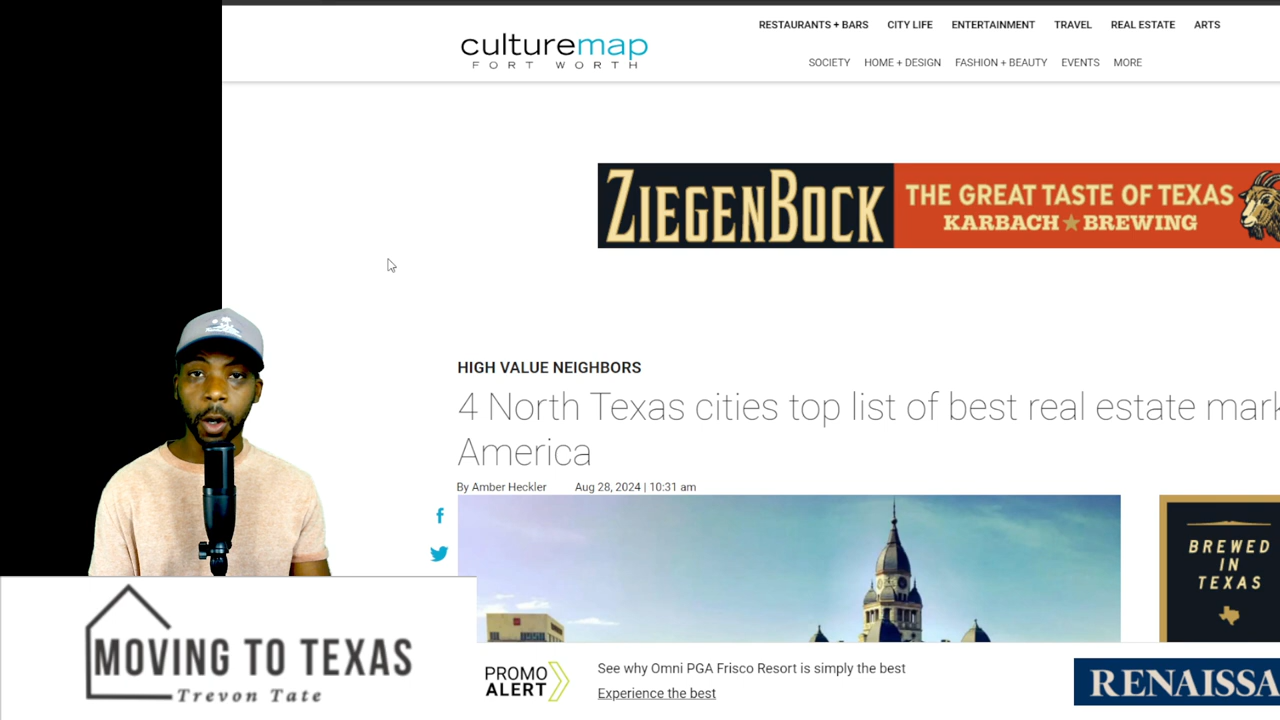 RESTAURANTS + BARS CITY LIFE ENTERTAINMENT TRAVEL REAL ESTATE ARTS
culturemap
FORT WORTH
SOCIETY HOME + DESIGN FASHION + BEAUTY EVENTS MORE
ZIEGENBOCK
THE GREAT TASTE OF TEXAS
KARBACH BREWING
HIGH VALUE NEIGHBORS
4 North Texas cities top list of best real estate mark
America
By Amber Heckler Aug 28, 2024 | 10:31 am
BREWED
IN
TEXAS
MOVING TO TEXAS
Trevon Tate
PROMO
ALERT
See why Omni PGA Frisco Resort is simply the best
Experience the best
RENAISSA